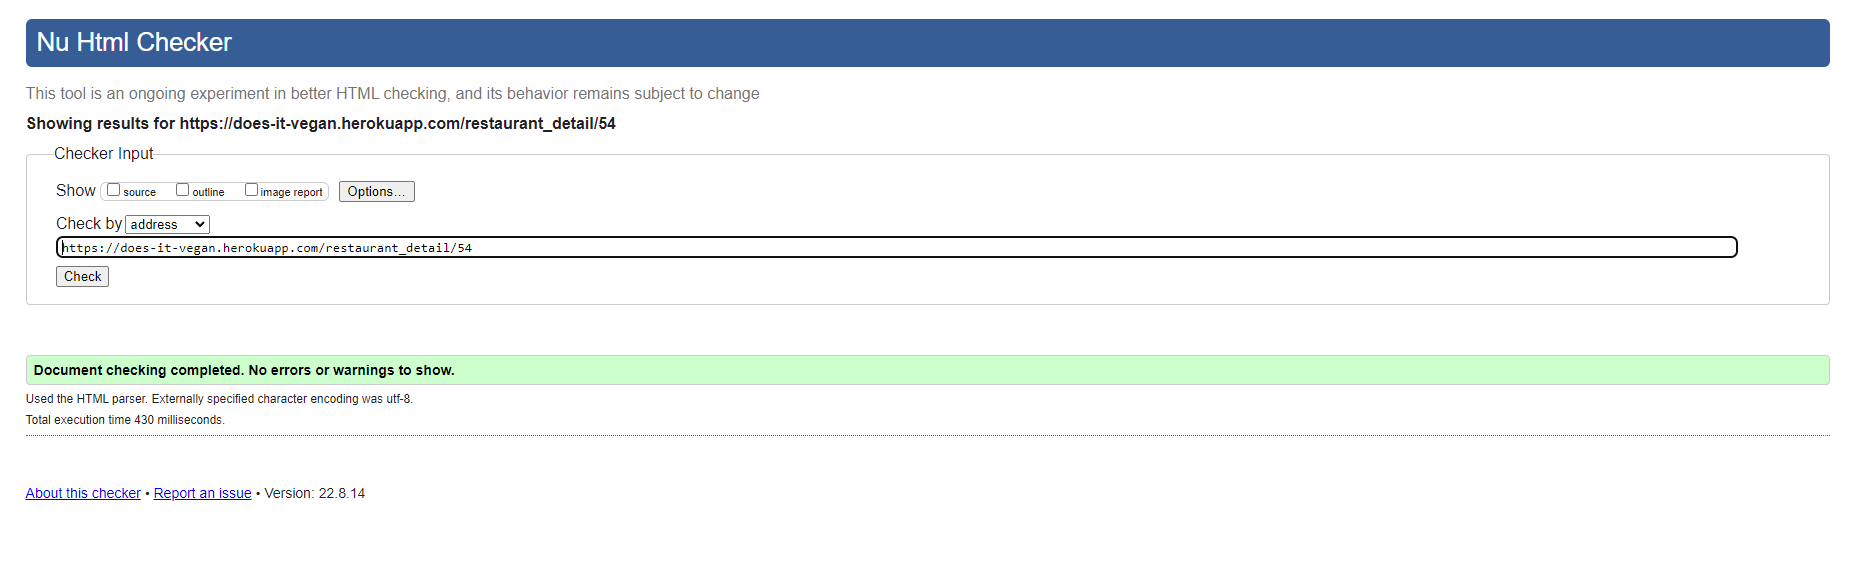 Nu Html Checker
This tool is an ongoing experiment in better HTML checking, and its behavior remains subject to change
Showing results for https://does-it-vegan.herokuapp.com/restaurant_detail/54
Checker Input
Show source outline image report Options...
Check by address
https://does-it-vegan.herokuapp.com/restaurant_detail/54
Check
Document checking completed. No errors or warnings to show.
Used the HTML parser. Externally specified character encoding was utf-8.
Total execution time 430 milliseconds.
About this checker • Report an issue • Version: 22.8.14